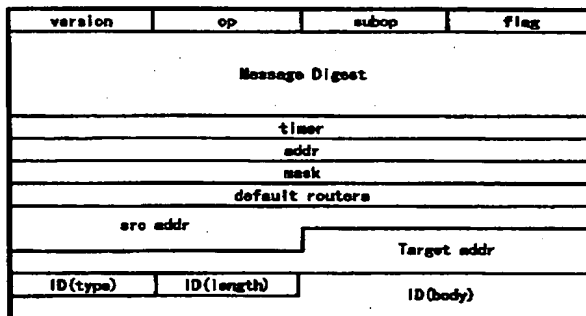 version op subop flag
Message Digest
timer
addr
mask
default routers
src addr
Target addr
ID(type) ID(length)
ID(body)